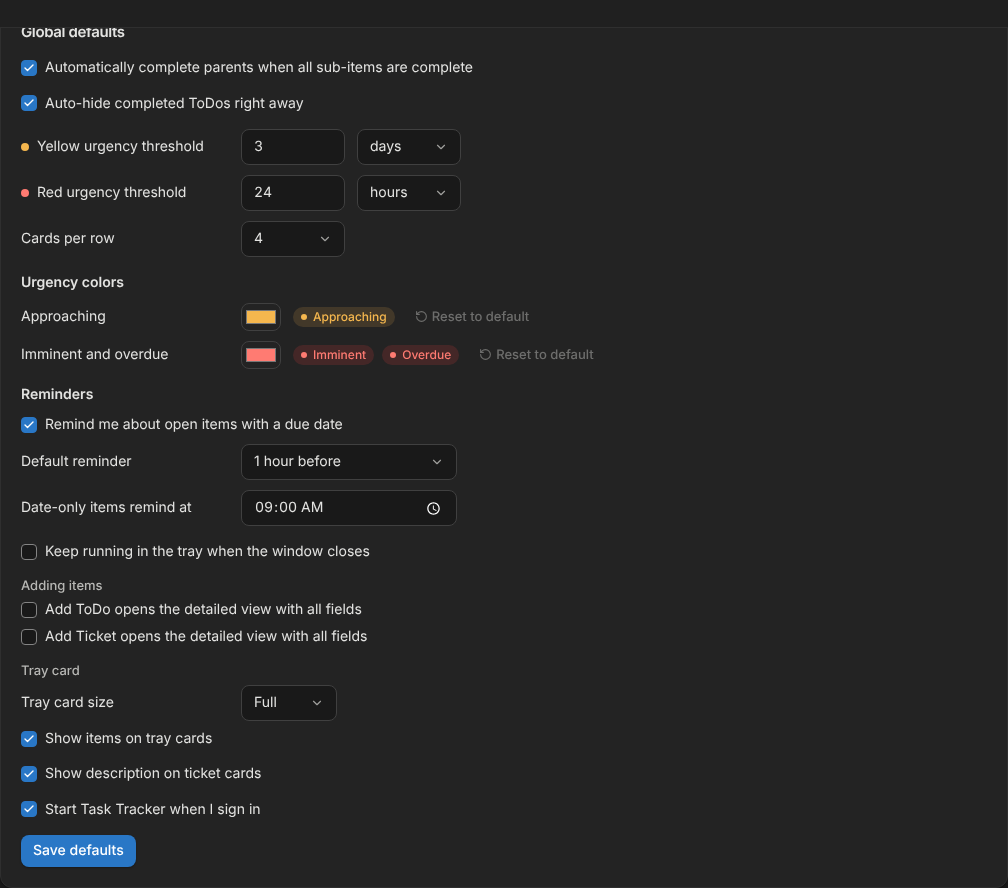 Global defaults
Automatically complete parents when all sub-items are complete
Auto-hide completed ToDos right away
Yellow urgency threshold 3 days
Red urgency threshold 24 hours
Cards per row 4
Urgency colors
Approaching Approaching Reset to default
Imminent and overdue Imminent Overdue Reset to default
Reminders
Remind me about open items with a due date
Default reminder 1 hour before
Date-only items remind at 09:00 AM
Keep running in the tray when the window closes
Adding items
Add ToDo opens the detailed view with all fields
Add Ticket opens the detailed view with all fields
Tray card
Tray card size Full
Show items on tray cards
Show description on ticket cards
Start Task Tracker when I sign in
Save defaults